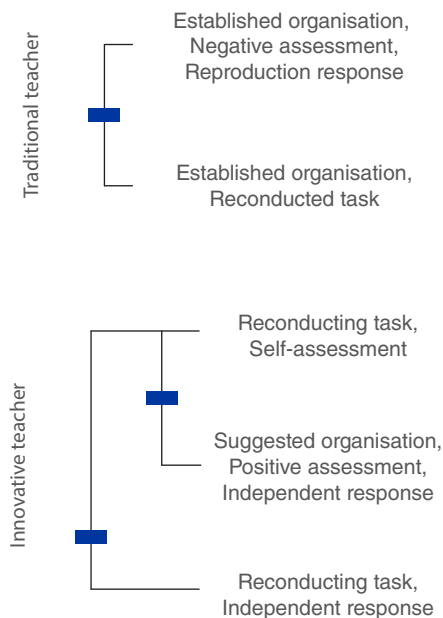 Traditional teacher
Established organisation,
Negative assessment,
Reproduction response
Established organisation,
Reconducted task
Innovative teacher
Reconducting task,
Self-assessment
Suggested organisation,
Positive assessment,
Independent response
Reconducting task,
Independent response